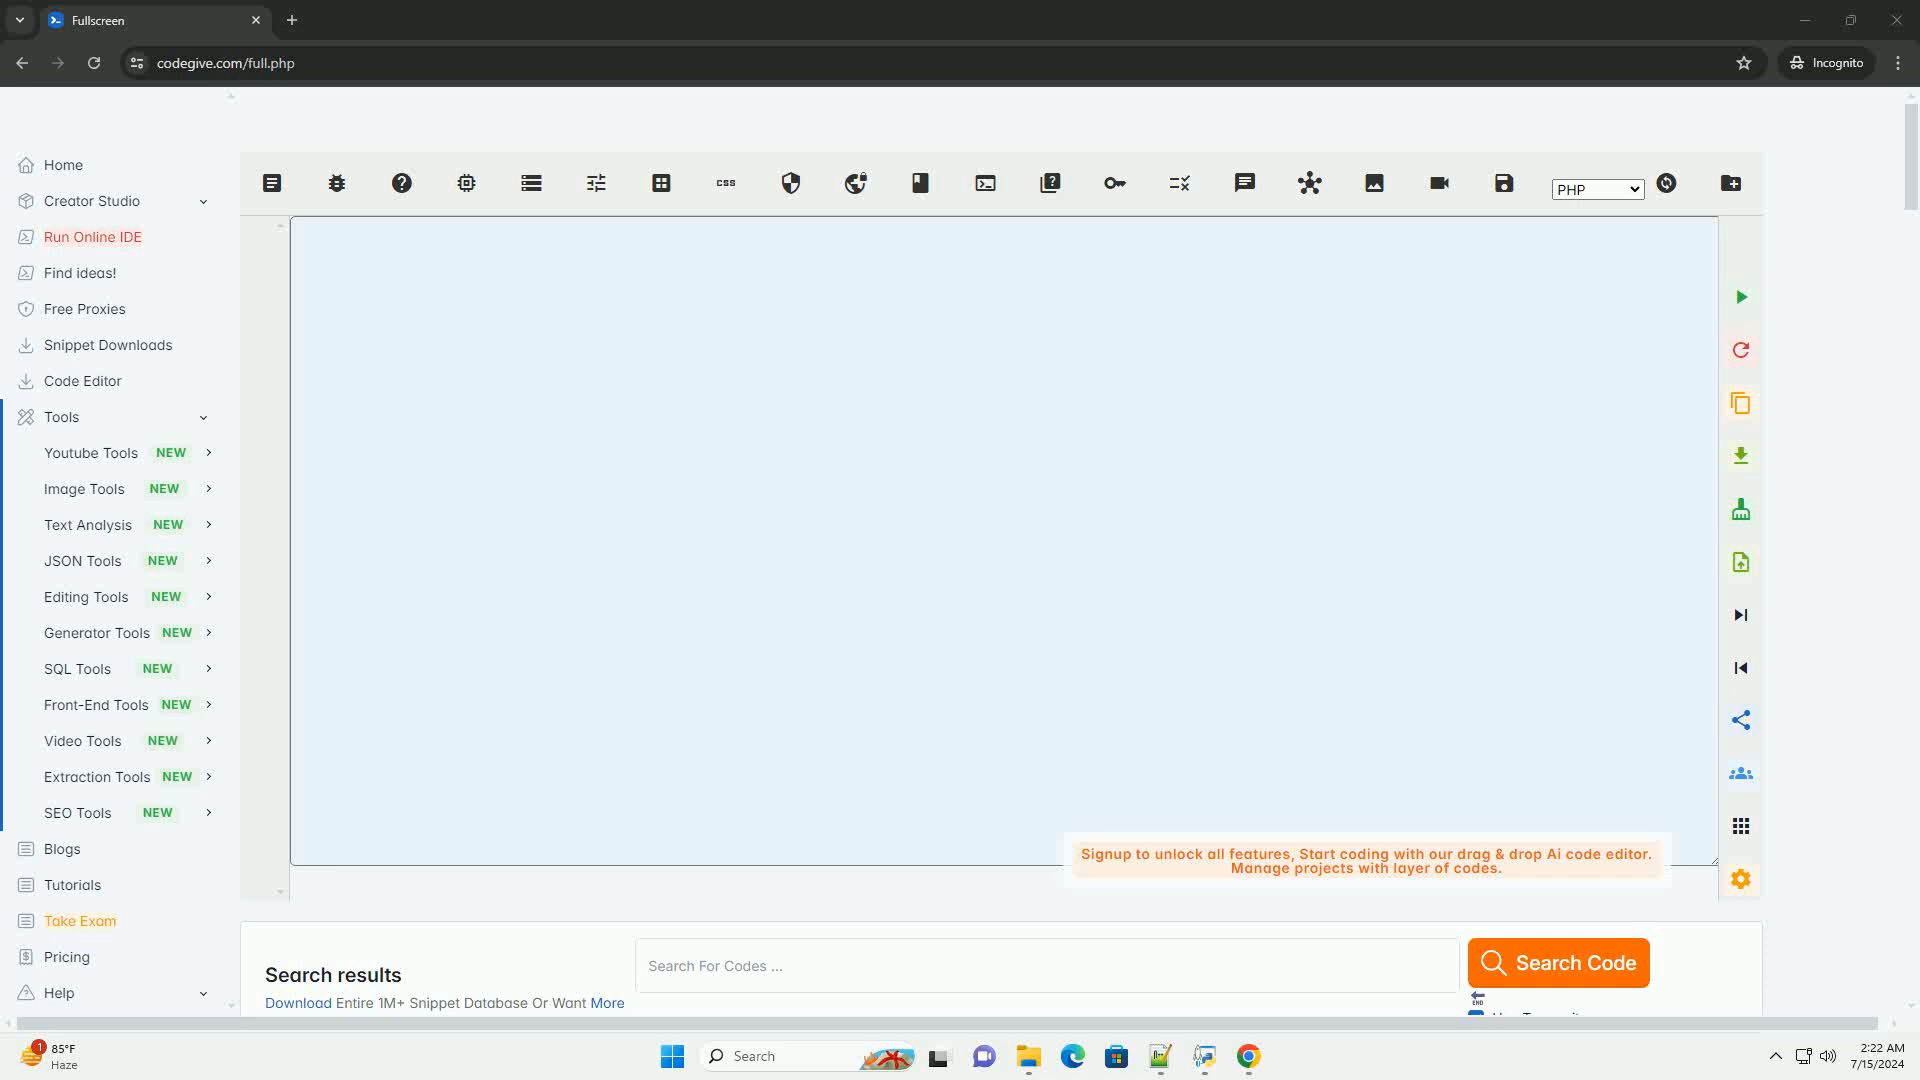 Fullscreen
codegive.com/full.php
Incognito
Home
Creator Studio
Run Online IDE
Find ideas!
Free Proxies
Snippet Downloads
Code Editor
Tools
Youtube Tools NEW
Image Tools NEW
Text Analysis NEW
JSON Tools NEW
Editing Tools NEW
Generator Tools NEW
SQL Tools NEW
Front-End Tools NEW
Video Tools NEW
Extraction Tools NEW
SEO Tools NEW
Blogs
Tutorials
Take Exam
Pricing
Help
CSS
PHP
Signup to unlock all features, Start coding with our drag & drop Ai code editor.
Manage projects with layer of codes.
Search results
Download Entire 1M+ Snippet Database Or Want More
Search For Codes ...
Search Code
END
1
85°F
Haze
Search
2:22 AM
7/15/2024